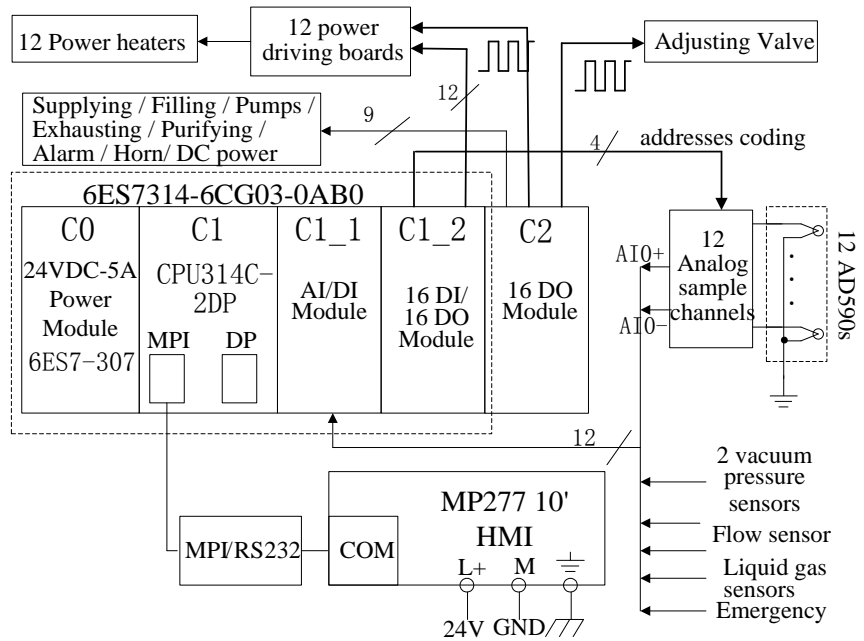 12 Power heaters
12 power
driving boards
Adjusting Valve
12
Supplying / Filling / Pumps /
Exhausting / Purifying /
Alarm / Horn/ DC power
9
4
addresses coding
6ES7314-6CG03-0AB0
C0
24VDC-5A
Power
Module
6ES7-307
C1
CPU314C-
2DP
MPI
DP
C1_1
AI/DI
Module
C1_2
16 DI/
16 DO
Module
C2
16 DO
Module
AI0+
AI0-
12
Analog
sample
channels
12 AD590s
12
2 vacuum
pressure
sensors
Flow sensor
Liquid gas
sensors
Emergency
MP277 10'
HMI
MPI/RS232
COM
L+
M
24V
GND